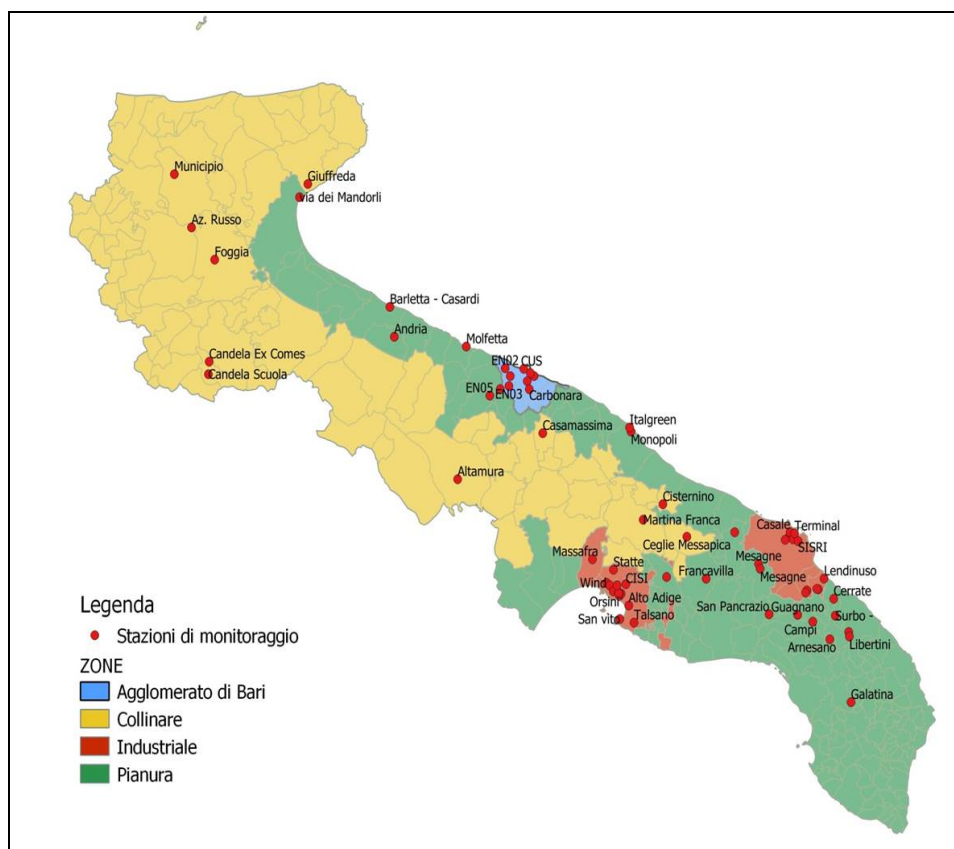 Municipio
Giuffreda
via dei Mandorli
Az. Russo
Foggia
Barletta - Casardi
Andria
Molfetta
Candela Ex Comes
Candela Scuola
EN02 CUS
EN05
EN03
Carbonara
Italgreen
Monopoli
Casamassima
Altamura
Cisternino
Martina Franca
Casale
Terminal
Ceglie Messapica
SISRI
Massafra
Statte
Mesagne
Francavilla
Mesagne
Lendinuso
Wind
CISI
Cerrate
Orsini
Alto Adige
San Pancrazio
Guagnano
Surbo -
San vito
Talsano
Campi
Arnesano
Libertini
Galatina
Legenda
Stazioni di monitoraggio
ZONE
Agglomerato di Bari
Collinare
Industriale
Pianura